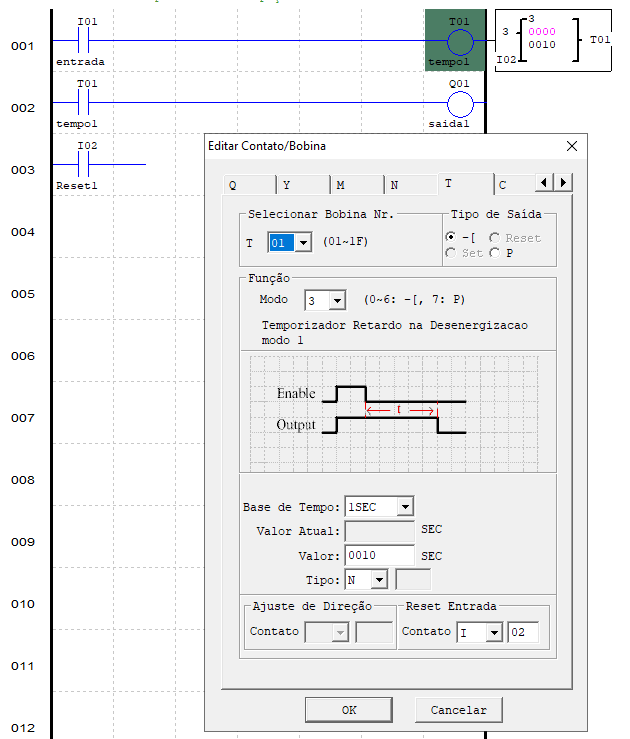 I01
001
T01
3
3
0000
0010
T01
I02
entrada
tempo1
T01
002
Q01
tempo1
saida1
I02
003
Reset1
004
005
006
007
008
009
010
011
012
Editar Contato/Bobina
Q Y M N T C
Selecionar Bobina Nr.
T 01 (01~1F)
Tipo de Saída
-[ Reset
Set P
Função
Modo 3 (0~6: -[, 7: P)
Temporizador Retardo na Desenergizacao
modo 1
Enable
t
Output
Base de Tempo: 1SEC
Valor Atual: SEC
Valor: 0010 SEC
Tipo: N
Ajuste de Direção
Contato
Reset Entrada
Contato I 02
OK Cancelar